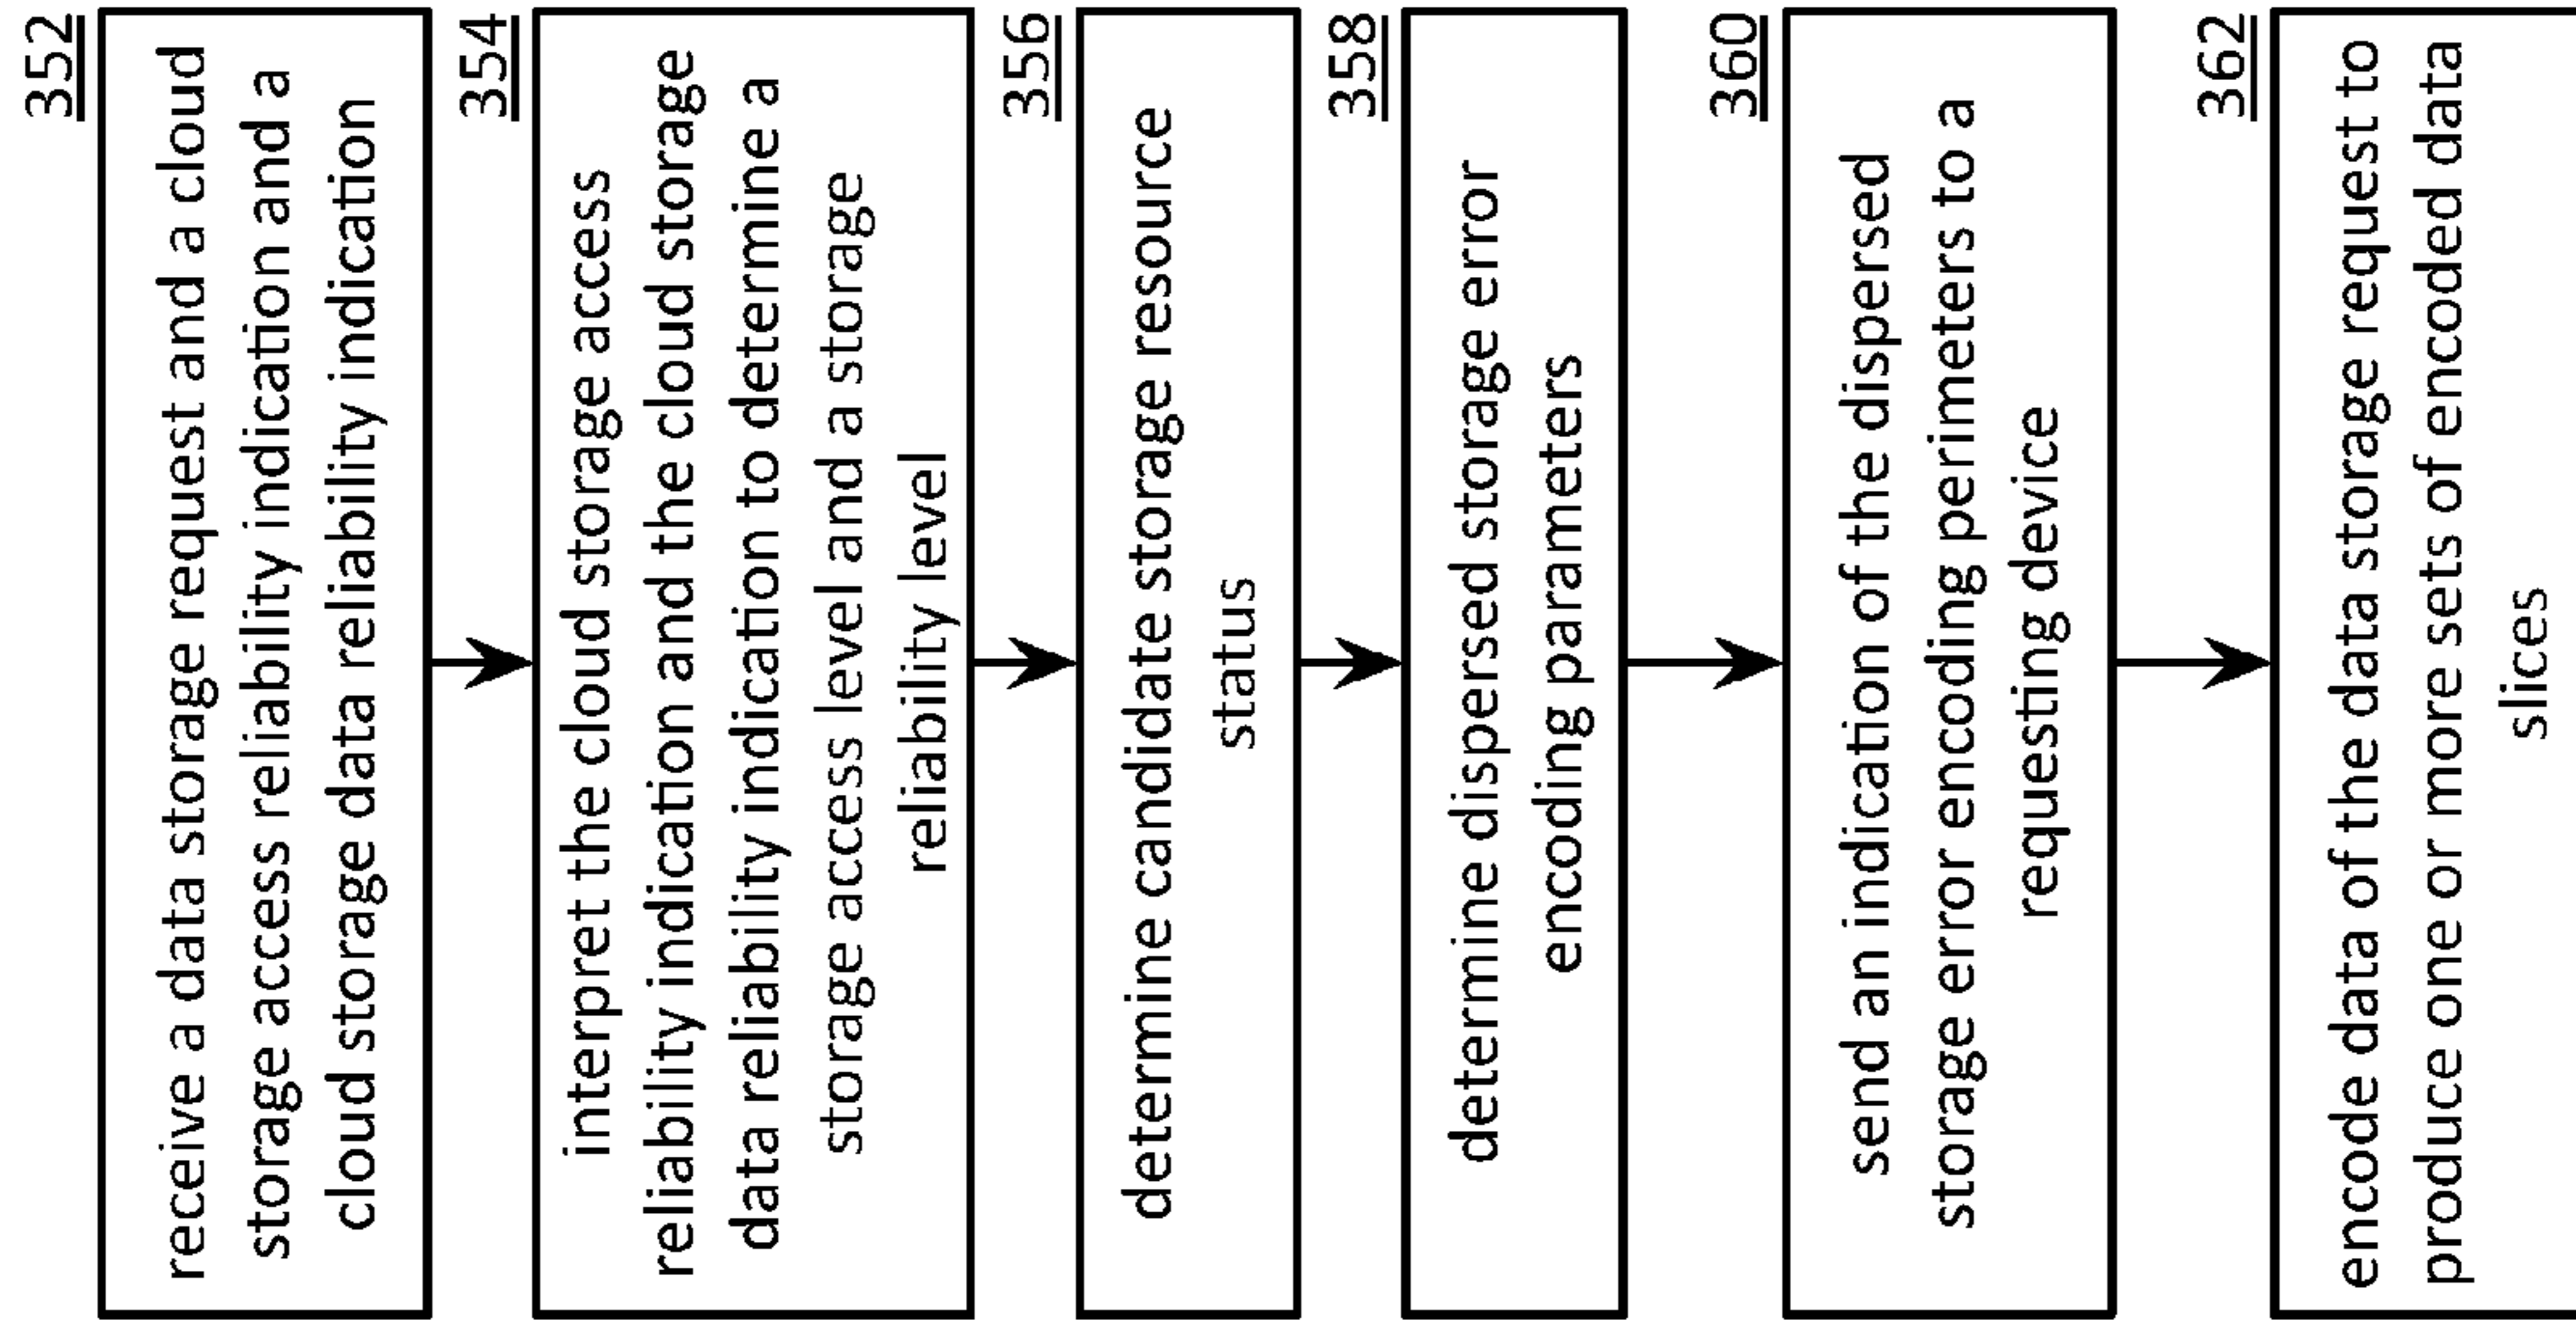 352
receive a data storage request and a cloud
storage access reliability indication and a
cloud storage data reliability indication
354
interpret the cloud storage access
reliability indication and the cloud storage
data reliability indication to determine a
storage access level and a storage
reliability level
356
determine candidate storage resource
status
358
determine dispersed storage error
encoding parameters
360
send an indication of the dispersed
storage error encoding perimeters to a
requesting device
362
encode data of the data storage request to
produce one or more sets of encoded data
slices